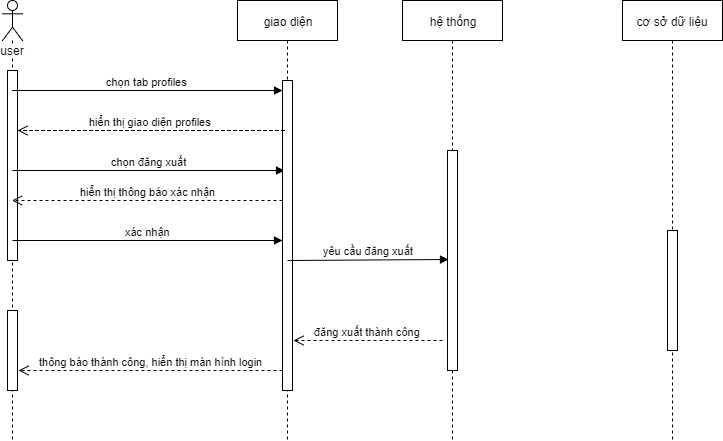 giao diện
hệ thống
cơ sở dữ liệu
user
chọn tab profiles
hiển thị giao diện profiles
chọn đăng xuất
hiển thị thông báo xác nhận
xác nhận
yêu cầu đăng xuất
đăng xuất thành công
thông báo thành công, hiển thị màn hình login